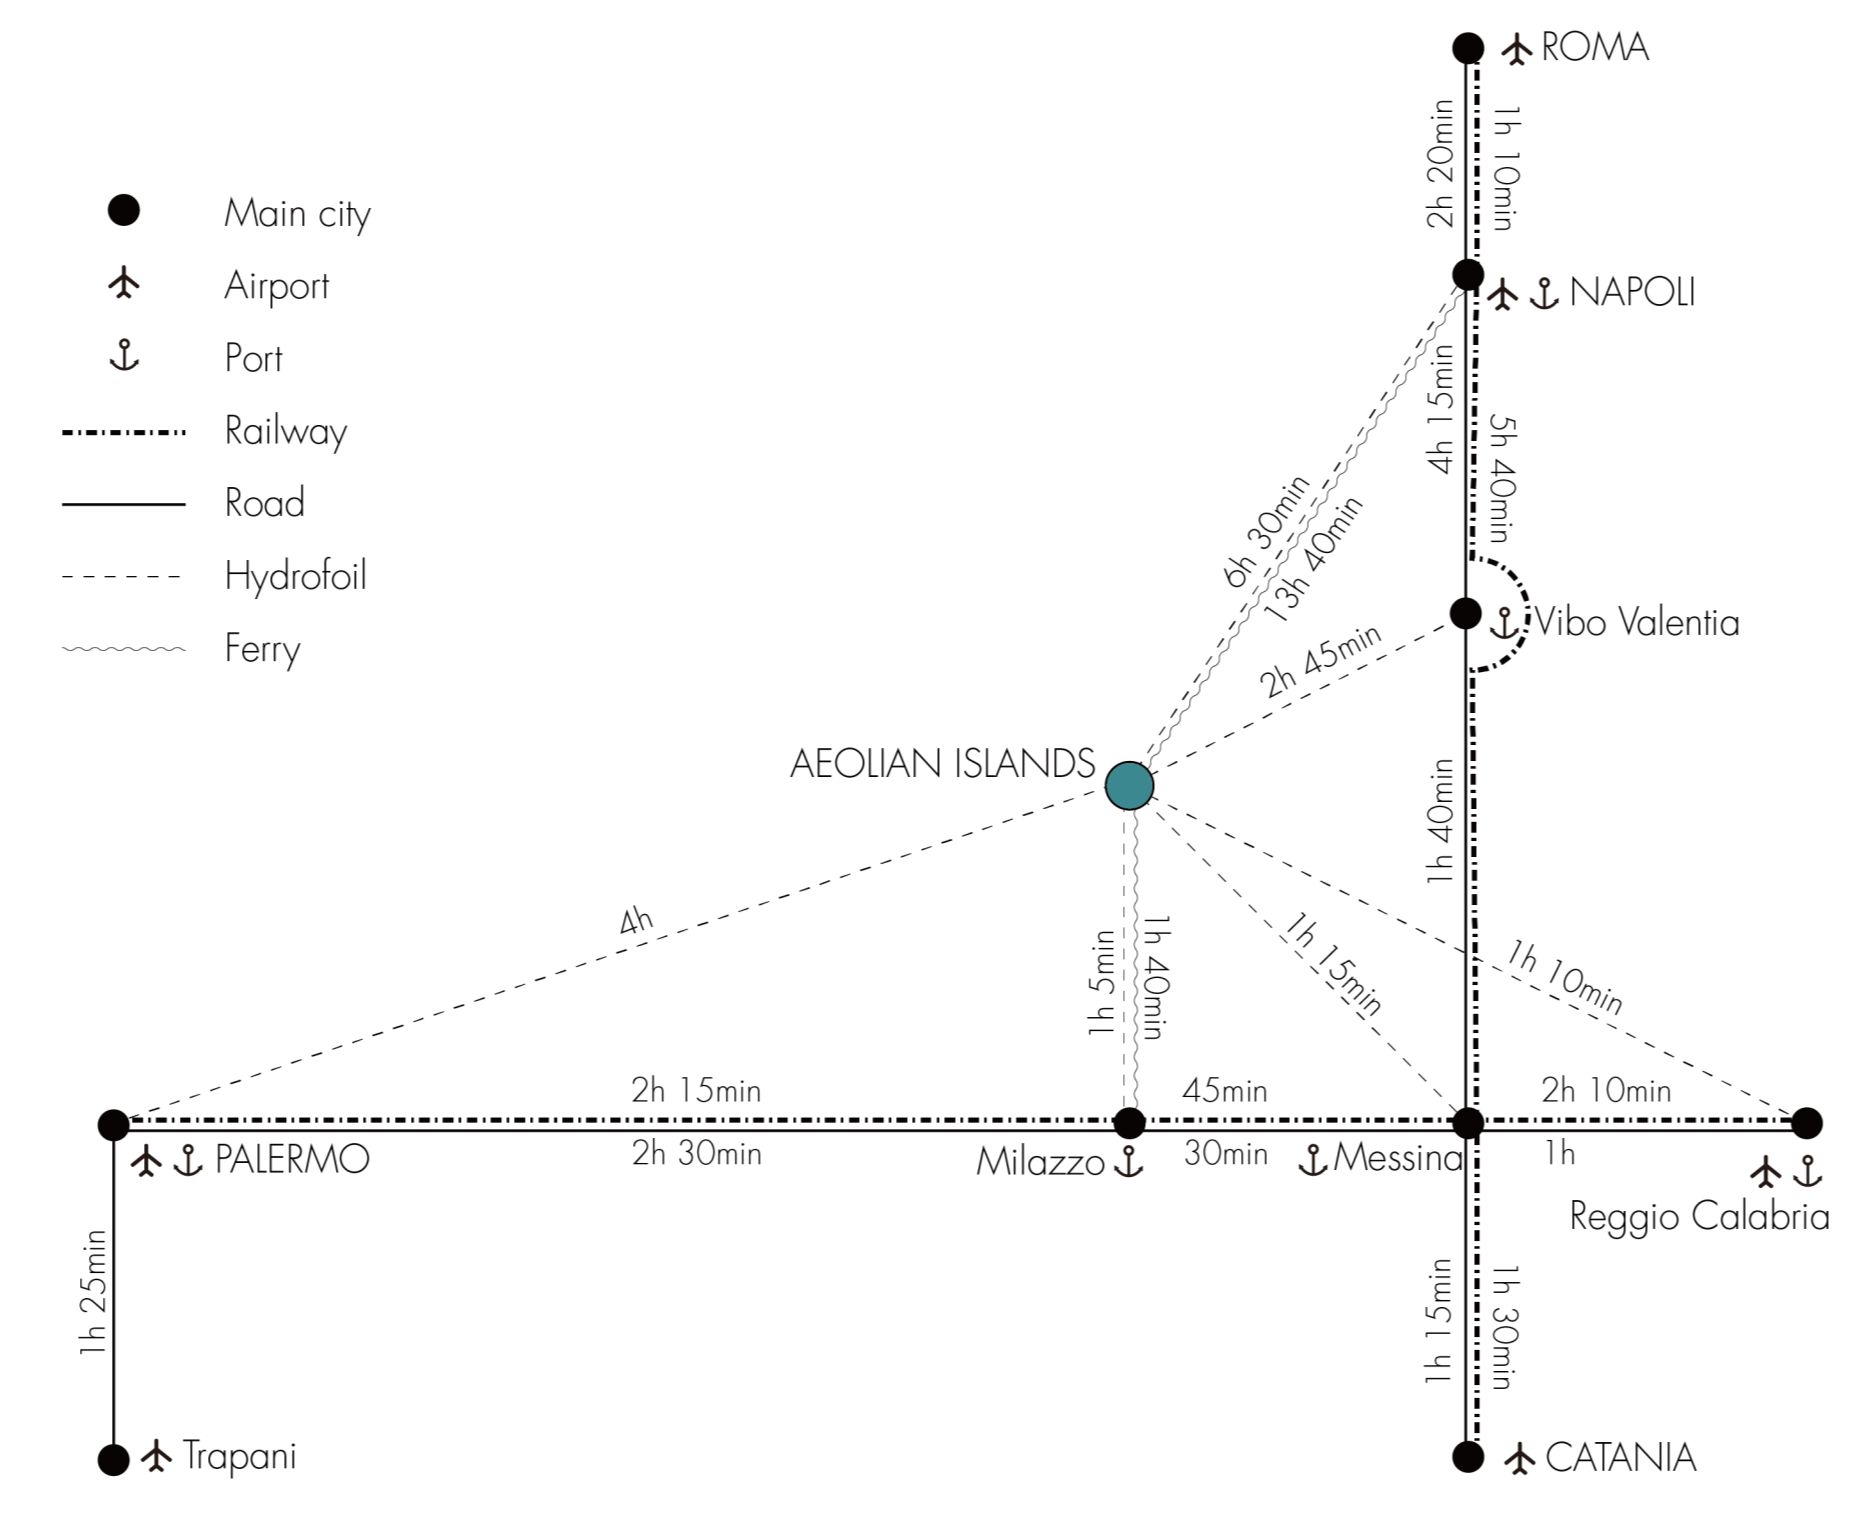 ROMA
2h 20min
1h 10min
Main city
Airport
NAPOLI
Port
4h 15min
5h 40min
Railway
Road
6h 30min
13h 40min
Hydrofoil
Vibo Valentia
Ferry
2h 45min
AEOLIAN ISLANDS
1h 40min
4h
1h 5min
1h 40min
1h 15min
1h 10min
2h 15min
45min
2h 10min
PALERMO
2h 30min
Milazzo
30min
Messina
1h
Reggio Calabria
1h 25min
1h 15min
1h 30min
Trapani
CATANIA